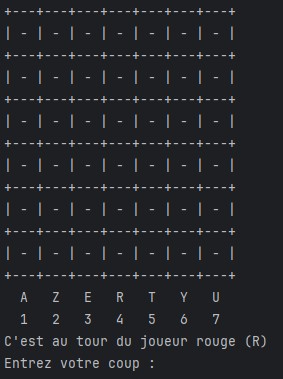 +---+---+---+---+---+---+---+
| - | - | - | - | - | - | - |
+---+---+---+---+---+---+---+
| - | - | - | - | - | - | - |
+---+---+---+---+---+---+---+
| - | - | - | - | - | - | - |
+---+---+---+---+---+---+---+
| - | - | - | - | - | - | - |
+---+---+---+---+---+---+---+
| - | - | - | - | - | - | - |
+---+---+---+---+---+---+---+
| - | - | - | - | - | - | - |
+---+---+---+---+---+---+---+
  A   Z   E   R   T   Y   U
  1   2   3   4   5   6   7
C'est au tour du joueur rouge (R)
Entrez votre coup :